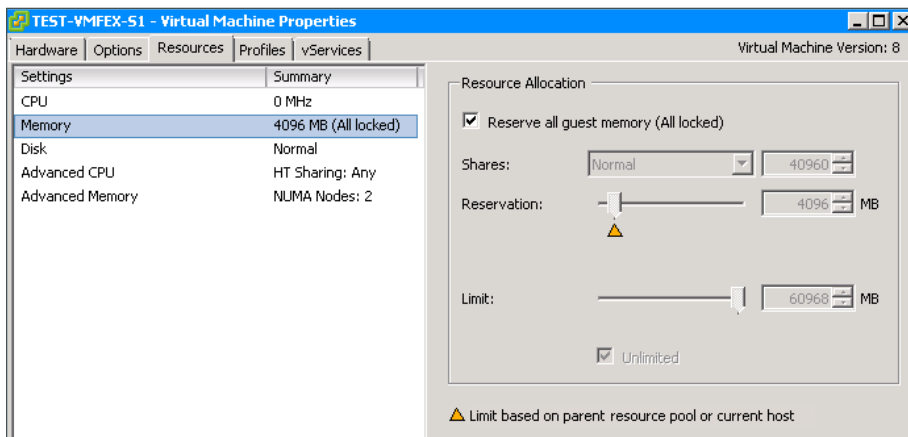 TEST-VMFEX-S1 - Virtual Machine Properties
Hardware Options Resources Profiles vServices Virtual Machine Version: 8
Settings Summary
CPU 0 MHz
Memory 4096 MB (All locked)
Disk Normal
Advanced CPU HT Sharing: Any
Advanced Memory NUMA Nodes: 2
Resource Allocation
Reserve all guest memory (All locked)
Shares: Normal 40960
Reservation: 4096 MB
Limit: 60968 MB
Unlimited
Limit based on parent resource pool or current host